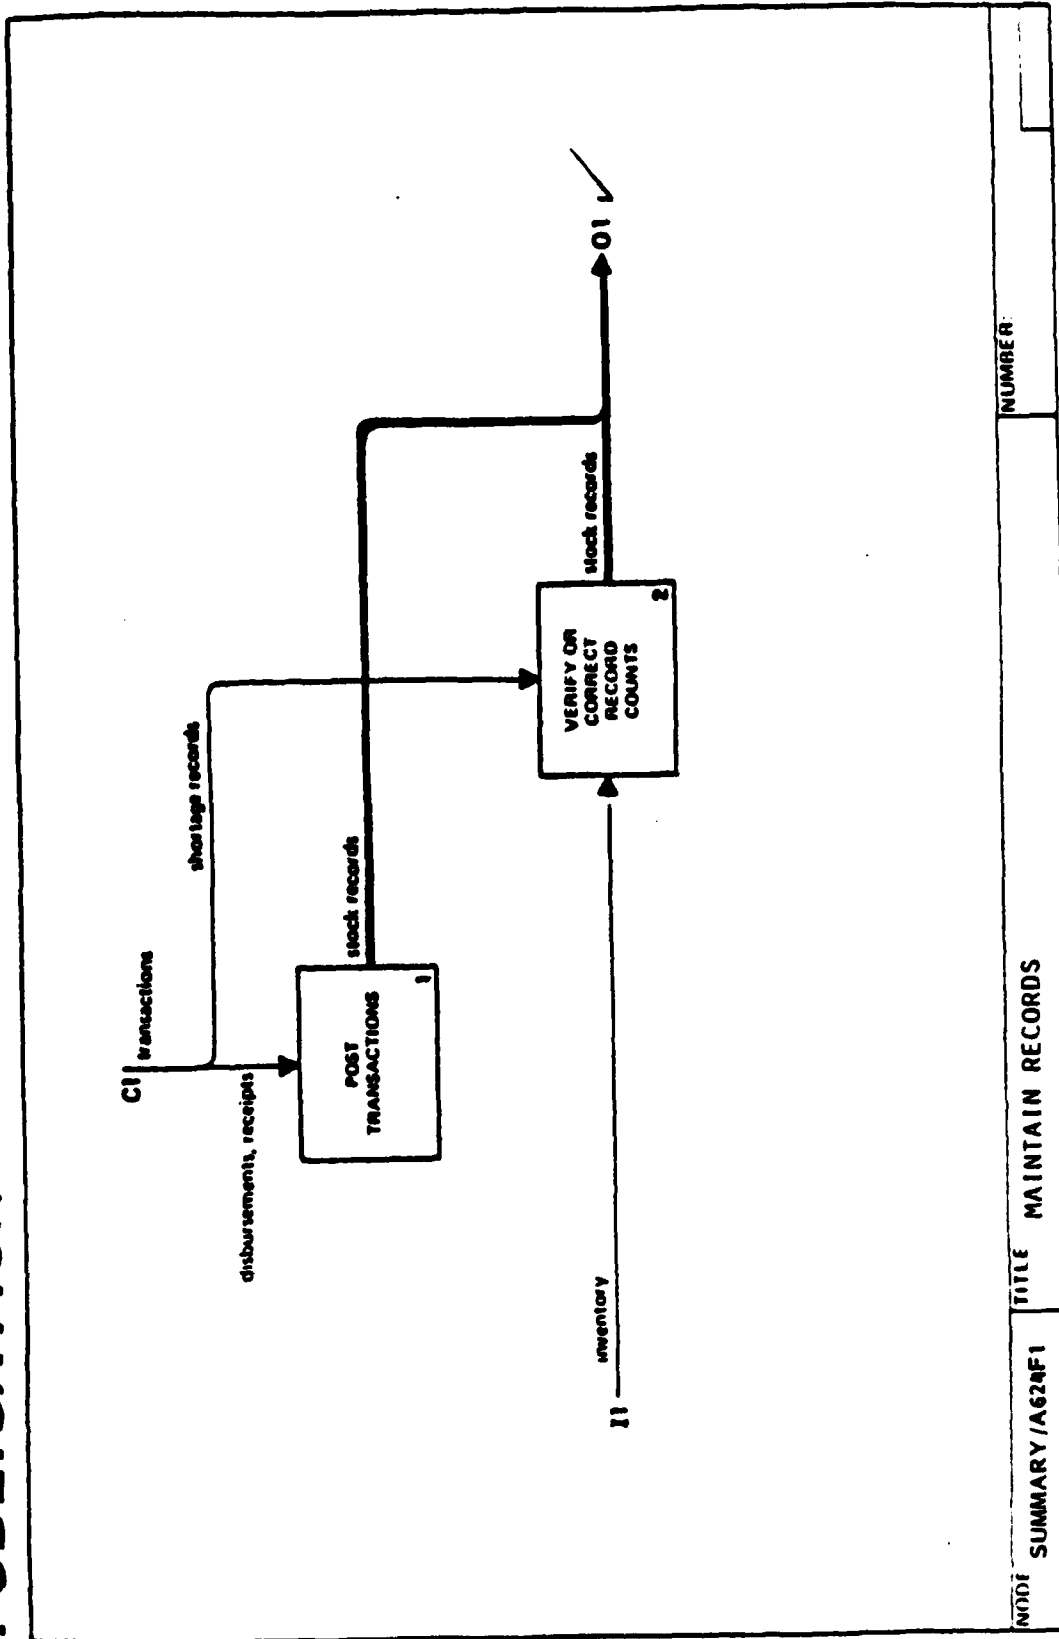 C1
transactions
shortage records
disbursements, receipts
POST
TRANSACTIONS
1
stock records
VERIFY OR
CORRECT
RECORD
COUNTS
2
stock records
O1
I1
inventory
NODE
SUMMARY/A624F1
TITLE
MAINTAIN RECORDS
NUMBER: